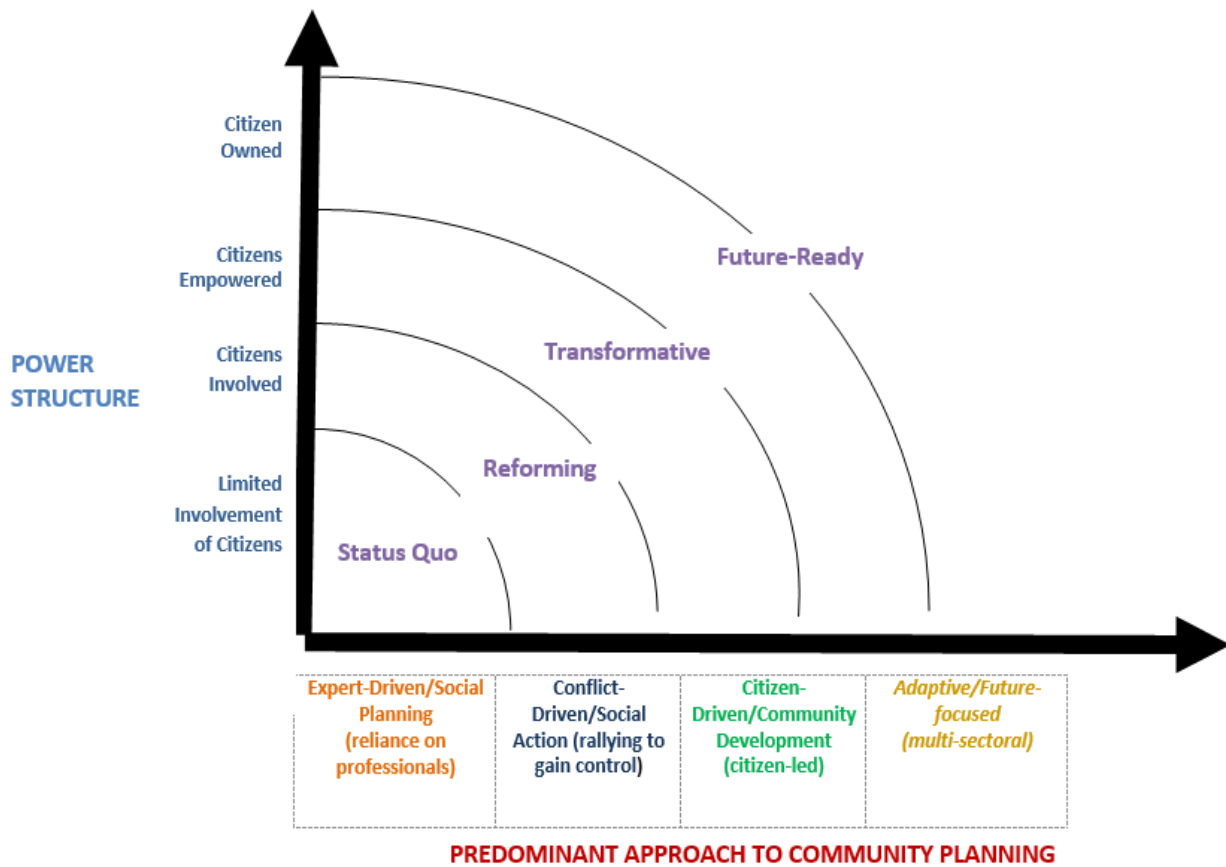 Citizen
Owned
Citizens
Empowered
Citizens
Involved
Limited
Involvement
of Citizens
POWER
STRUCTURE
Future-Ready
Transformative
Reforming
Status Quo
Expert-Driven/Social
Planning
(reliance on
professionals)
Conflict-
Driven/Social
Action (rallying to
gain control)
Citizen-
Driven/Community
Development
(citizen-led)
Adaptive/Future-
focused
(multi-sectoral)
PREDOMINANT APPROACH TO COMMUNITY PLANNING